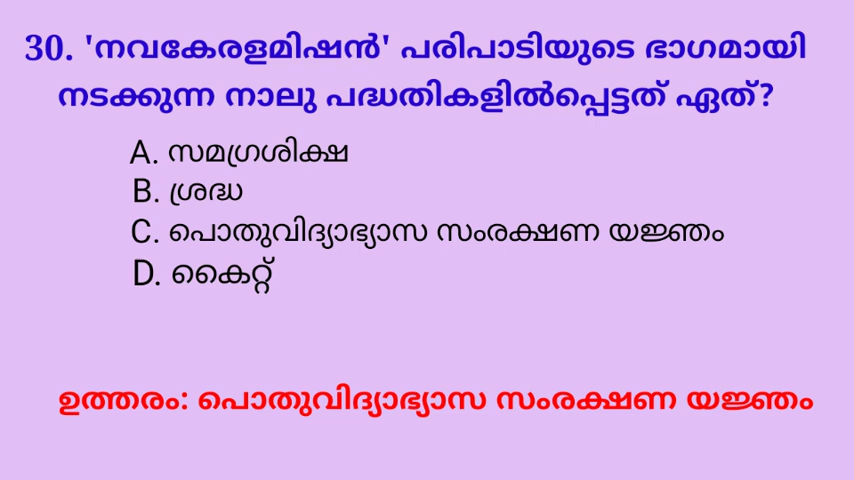 30. 'നവകേരളമിഷൻ' പരിപാടിയുടെ ഭാഗമായി
നടക്കുന്ന നാലു പദ്ധതികളിൽപ്പെട്ടത് ഏത്?
A. സമഗ്രശിക്ഷ
B. ശ്രദ്ധ
C. പൊതുവിദ്യാഭ്യാസ സംരക്ഷണ യജ്ഞം
D. കൈറ്റ്
ഉത്തരം: പൊതുവിദ്യാഭ്യാസ സംരക്ഷണ യജ്ഞം